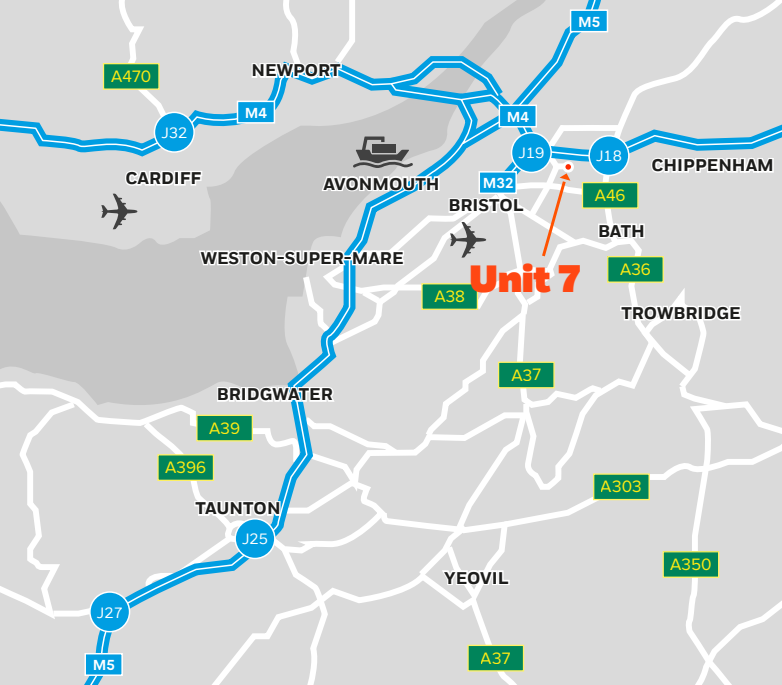 M5
NEWPORT
A470
M4
M4
J32
J19
J18
CHIPPENHAM
CARDIFF
AVONMOUTH
M32
A46
BRISTOL
BATH
WESTON-SUPER-MARE
A36
Unit 7
A38
TROWBRIDGE
A37
BRIDGWATER
A39
A396
A303
TAUNTON
J25
A350
YEOVIL
J27
A37
M5